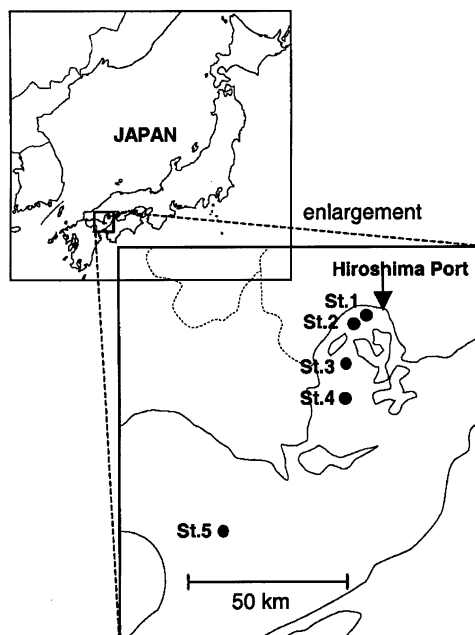 JAPAN
enlargement
Hiroshima Port
St.1
St.2
St.3
St.4
St.5
50 km